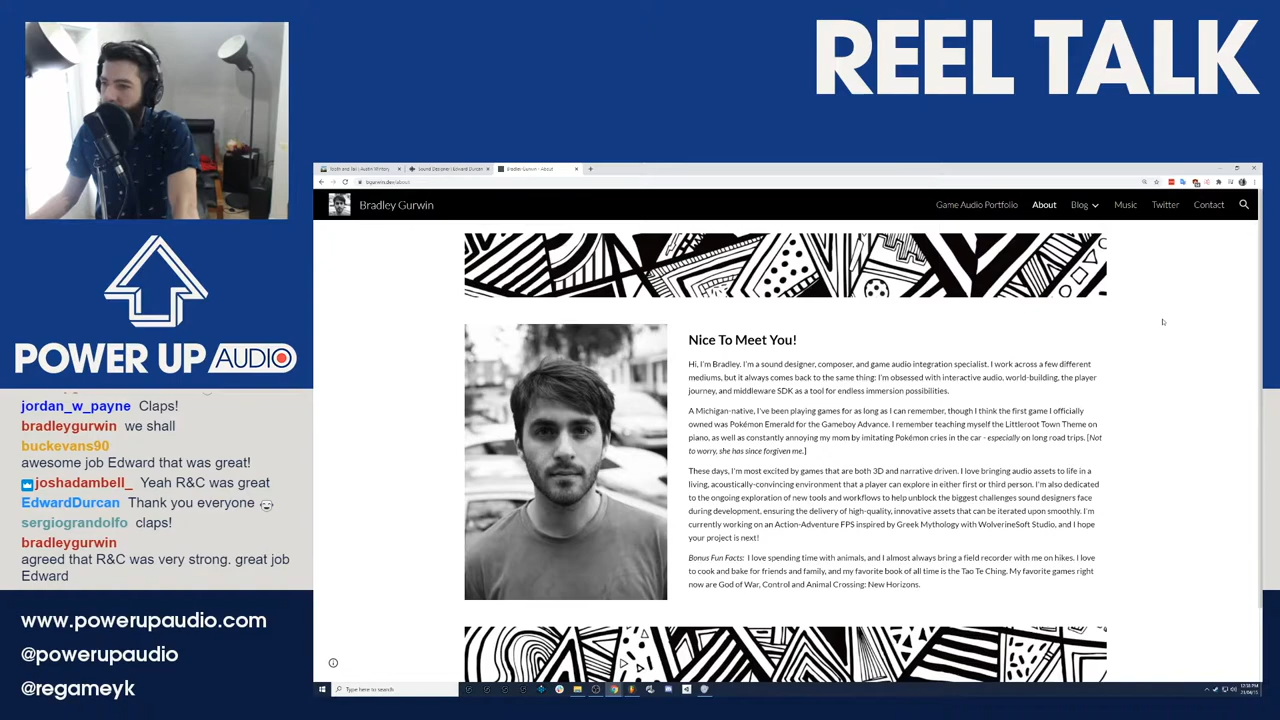 REEL TALK
POWER UP AUDIO
jordan_w_payne Claps!
bradleygurwin we shall
buckevans90
awesome job Edward that was great!
joshadambell_ Yeah R&C was great
EdwardDurcan Thank you everyone
sergiograndolfo claps!
bradleygurwin
agreed that R&C was very strong. great job
Edward
www.powerupaudio.com
@powerupaudio
@regameyk
Sound Designer | Edward Durcan
Bradley Gurwin - About
bgurwin.dev/about
Bradley Gurwin
Game Audio Portfolio
About
Blog
Music
Twitter
Contact
Nice To Meet You!
Hi, I'm Bradley. I'm a sound designer, composer, and game audio integration specialist. I work across a few different
mediums, but it always comes back to the same thing: I'm obsessed with interactive audio, world-building, the player
journey, and middleware SDK as a tool for endless immersion possibilities.
A Michigan-native, I've been playing games for as long as I can remember, though I think the first game I officially
owned was Pokémon Emerald for the Gameboy Advance. I remember teaching myself the Littleroot Town Theme on
piano, as well as constantly annoying my mom by imitating Pokémon cries in the car - especially on long road trips. [Not
to worry, she has since forgiven me.]
These days, I'm most excited by games that are both 3D and narrative driven. I love bringing audio assets to life in a
living, acoustically-convincing environment that a player can explore in either first or third person. I'm also dedicated
to the ongoing exploration of new tools and workflows to help unblock the biggest challenges sound designers face
during development, ensuring the delivery of high-quality, innovative assets that can be iterated upon smoothly. I'm
currently working on an Action-Adventure FPS inspired by Greek Mythology with WolverineSoft Studio, and I hope
your project is next!
Bonus Fun Facts: I love spending time with animals, and I almost always bring a field recorder with me on hikes. I love
to cook and bake for friends and family, and my favorite book of all time is the Tao Te Ching. My favorite games right
now are God of War, Control and Animal Crossing: New Horizons.
Type here to search